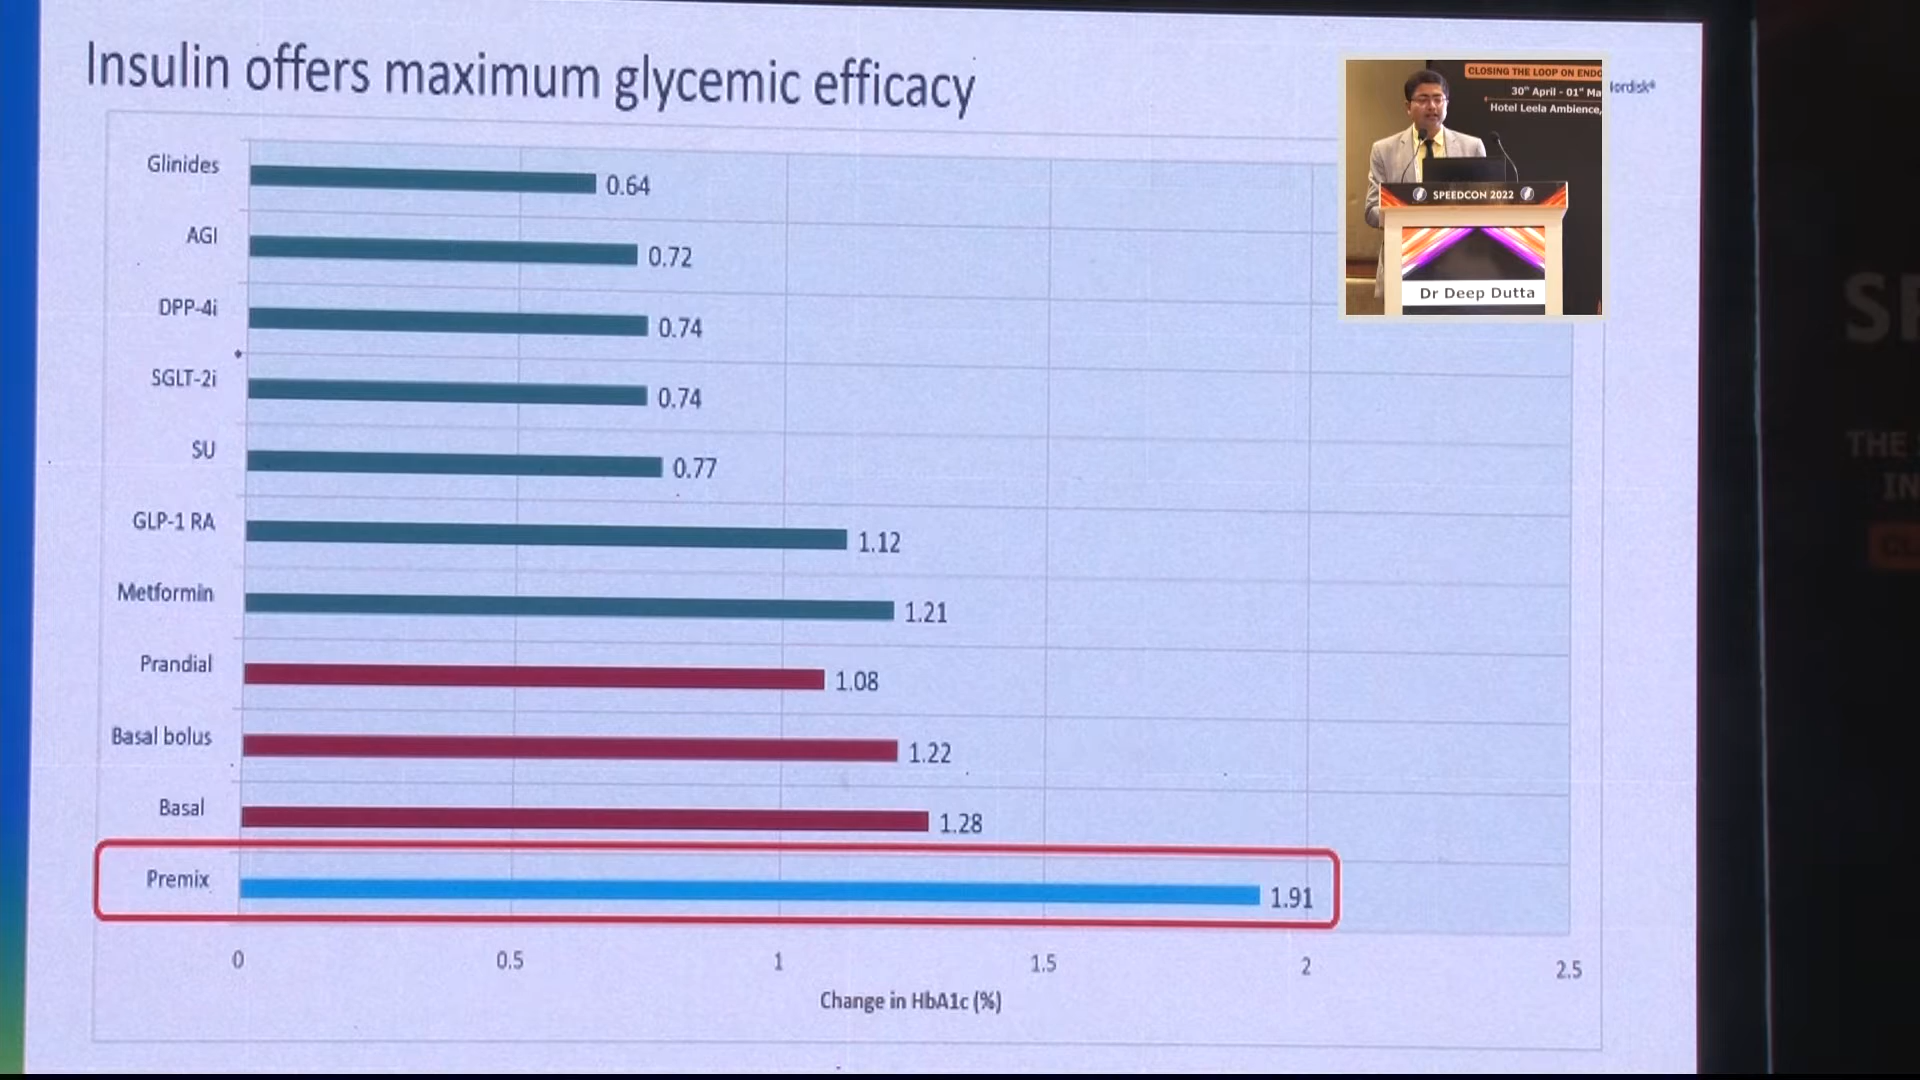 Insulin offers maximum glycemic efficacy
CLOSING THE LOOP ON ENDO
30th April - 01st Ma
Hotel Leela Ambience,
SPEEDCON 2022
Dr Deep Dutta
Glinides 0.64
AGI 0.72
DPP-4i 0.74
SGLT-2i 0.74
SU 0.77
GLP-1 RA 1.12
Metformin 1.21
Prandial 1.08
Basal bolus 1.22
Basal 1.28
Premix 1.91
0 0.5 1 1.5 2 2.5
Change in HbA1c (%)
THE
IN